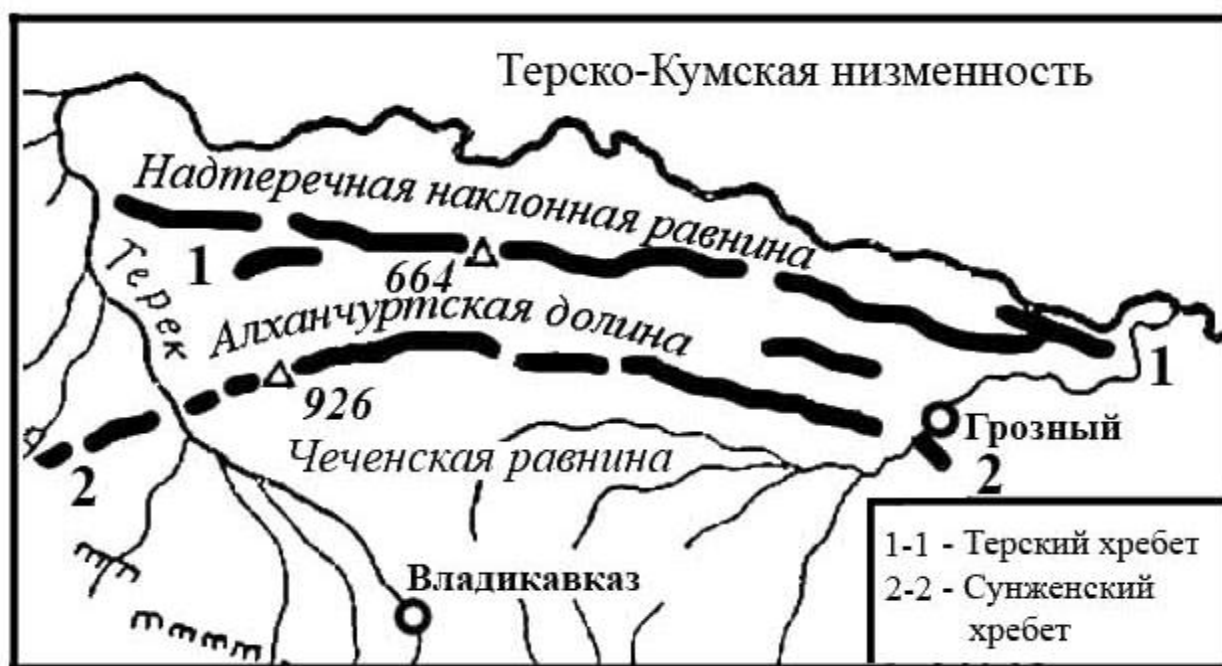 Терско-Кумская низменность
Надтеречная наклонная равнина
Терек
1
664
Алханчуртская долина
1
926
Грозный
Чеченская равнина
2
2
Владикавказ
1-1 - Терский хребет
2-2 - Сунженский
хребет